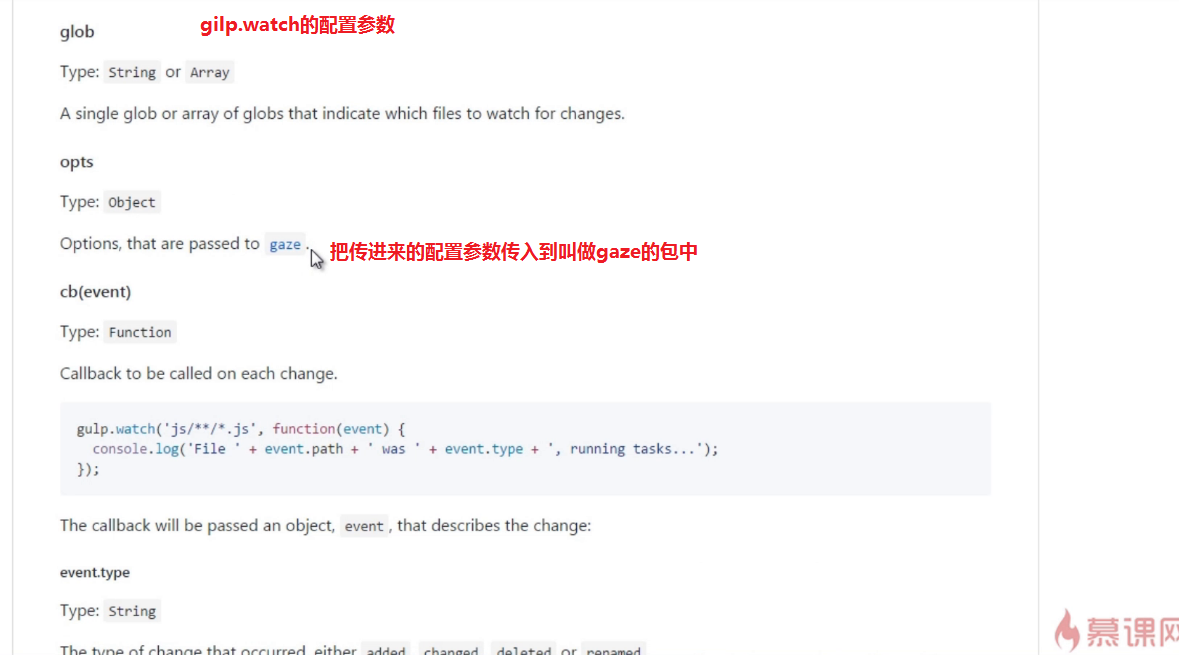 glob
gilp.watch的配置参数
Type: String or Array
A single glob or array of globs that indicate which files to watch for changes.
opts
Type: Object
Options, that are passed to gaze.
把传进来的配置参数传入到叫做gaze的包中
cb(event)
Type: Function
Callback to be called on each change.
gulp.watch('js/**/*.js', function(event) {
console.log('File ' + event.path + ' was ' + event.type + ', running tasks...');
});
The callback will be passed an object, event, that describes the change:
event.type
Type: String
The type of change that occurred, either added, changed, deleted or renamed
慕课网